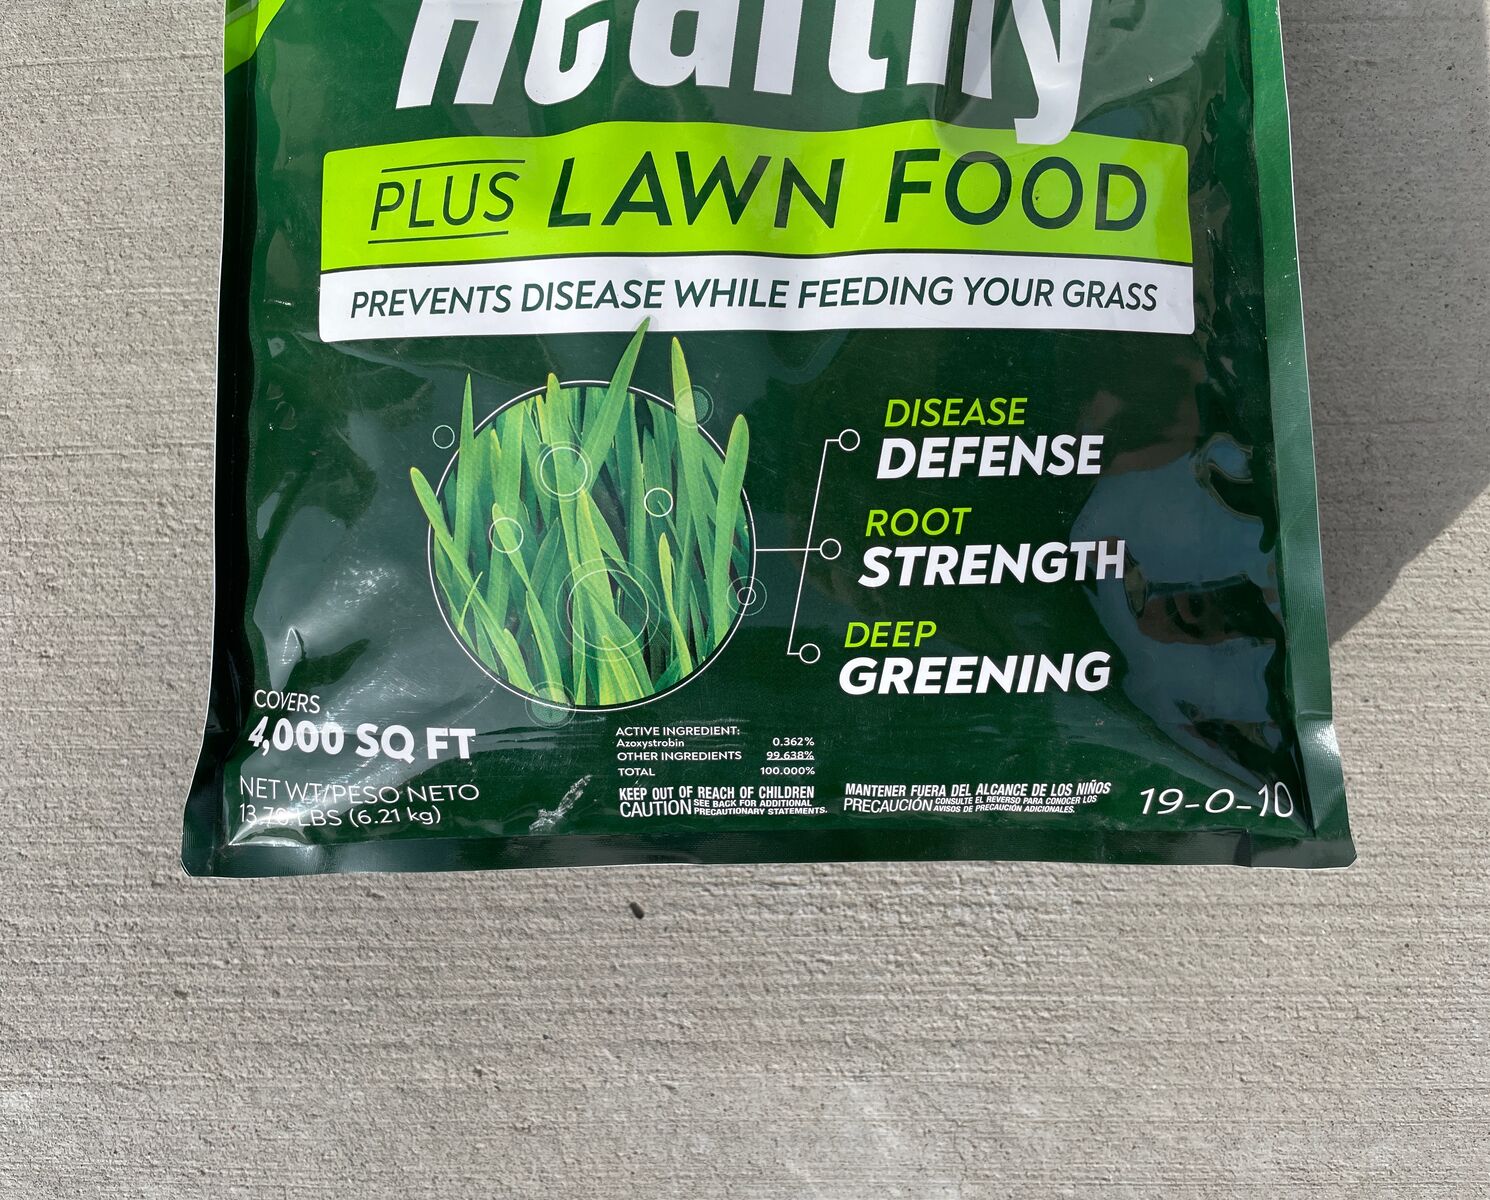 Healthy
PLUS LAWN FOOD
PREVENTS DISEASE WHILE FEEDING YOUR GRASS
DISEASE
DEFENSE
ROOT
STRENGTH
DEEP
GREENING
COVERS
4,000 SQ FT
NET WT/PESO NETO
LBS (6.21 kg)
ACTIVE INGREDIENT:
Azoxystrobin 0.362%
OTHER INGREDIENTS 99.638%
TOTAL 100.000%
KEEP OUT OF REACH OF CHILDREN
CAUTION SEE BACK FOR ADDITIONAL
PRECAUTIONARY STATEMENTS.
MANTENER FUERA DEL ALCANCE DE LOS NIÑOS
PRECAUCIÓN CONSULTE EL REVERSO PARA CONOCER LOS
AVISOS DE PRECAUCIÓN ADICIONALES.
19-0-10